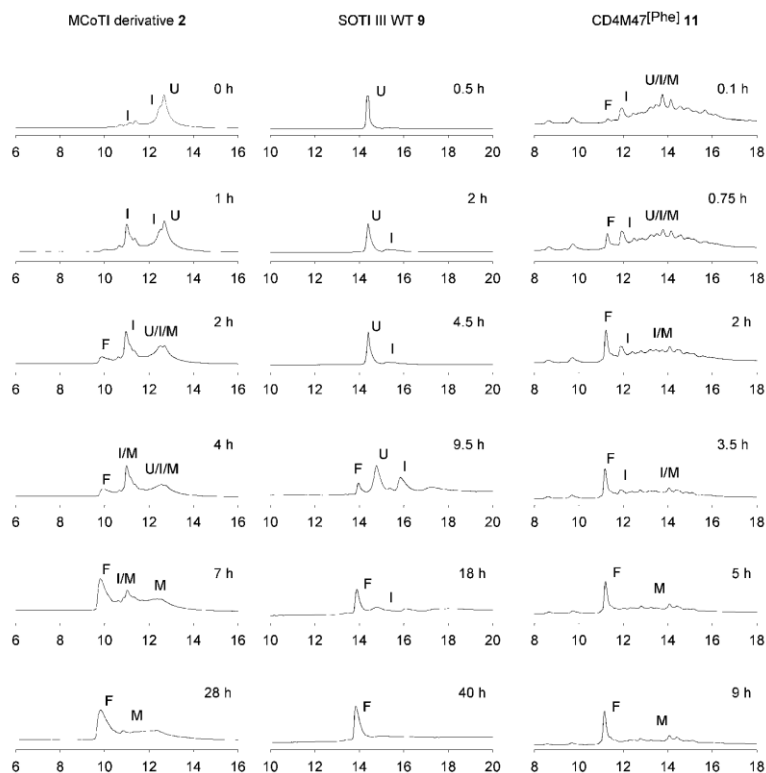 MCoTI derivative 2 SOTI III WT 9 CD4M47[Phe] 11
I I U 0 h U 0.5 h F I U/I/M 0.1 h
6 8 10 12 14 16 10 12 14 16 18 20 8 10 12 14 16 18
I I U 1 h U I 2 h F I U/I/M 0.75 h
6 8 10 12 14 16 10 12 14 16 18 20 8 10 12 14 16 18
F I U/I/M 2 h U I 4.5 h F I I/M 2 h
6 8 10 12 14 16 10 12 14 16 18 20 8 10 12 14 16 18
F I/M U/I/M 4 h F U I 9.5 h F I I/M 3.5 h
6 8 10 12 14 16 10 12 14 16 18 20 8 10 12 14 16 18
F I/M M 7 h F I 18 h F M 5 h
6 8 10 12 14 16 10 12 14 16 18 20 8 10 12 14 16 18
F M 28 h F 40 h F M 9 h
6 8 10 12 14 16 10 12 14 16 18 20 8 10 12 14 16 18